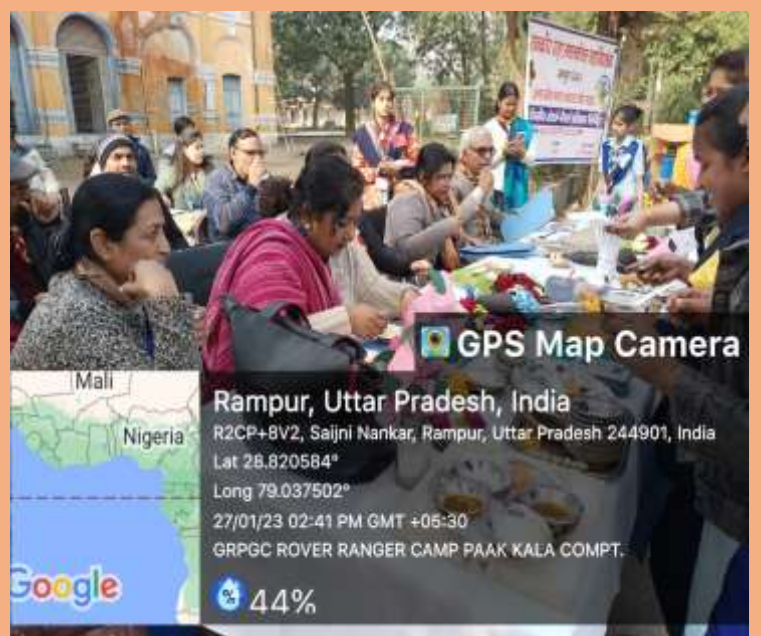 GPS Map Camera
Mali
Nigeria
Google
Rampur, Uttar Pradesh, India
R2CP+8V2, Saijni Nankar, Rampur, Uttar Pradesh 244901, India
Lat 28.820584°
Long 79.037502°
27/01/23 02:41 PM GMT +05:30
GRPGC ROVER RANGER CAMP PAAK KALA COMPT.
44%